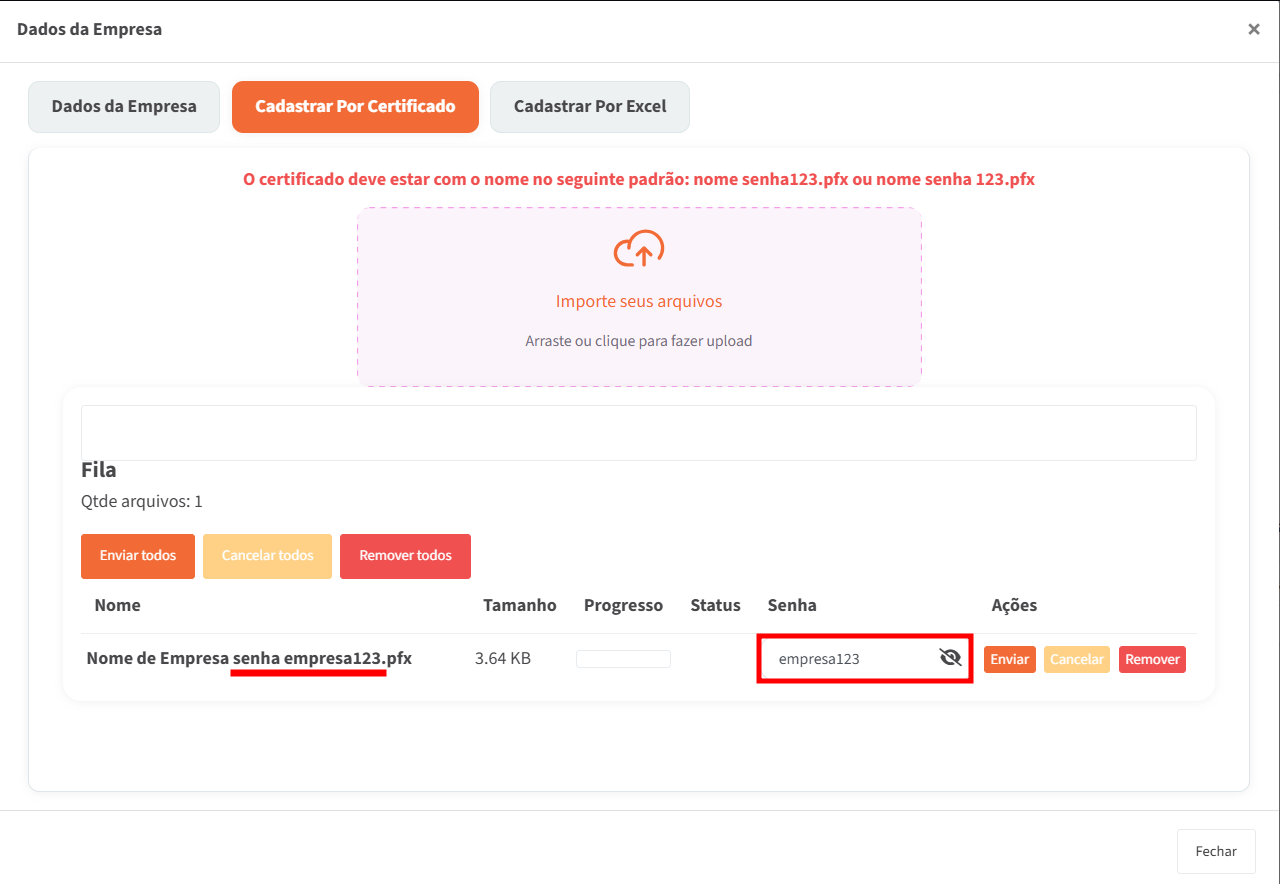 Dados da Empresa ×
Dados da Empresa Cadastrar Por Certificado Cadastrar Por Excel
O certificado deve estar com o nome no seguinte padrão: nome senha123.pfx ou nome senha 123.pfx
Importe seus arquivos
Arraste ou clique para fazer upload
Fila
Qtde arquivos: 1
Enviar todos Cancelar todos Remover todos
Nome Tamanho Progresso Status Senha Ações
Nome de Empresa senha empresa123.pfx 3.64 KB empresa123 Enviar Cancelar Remover
Fechar